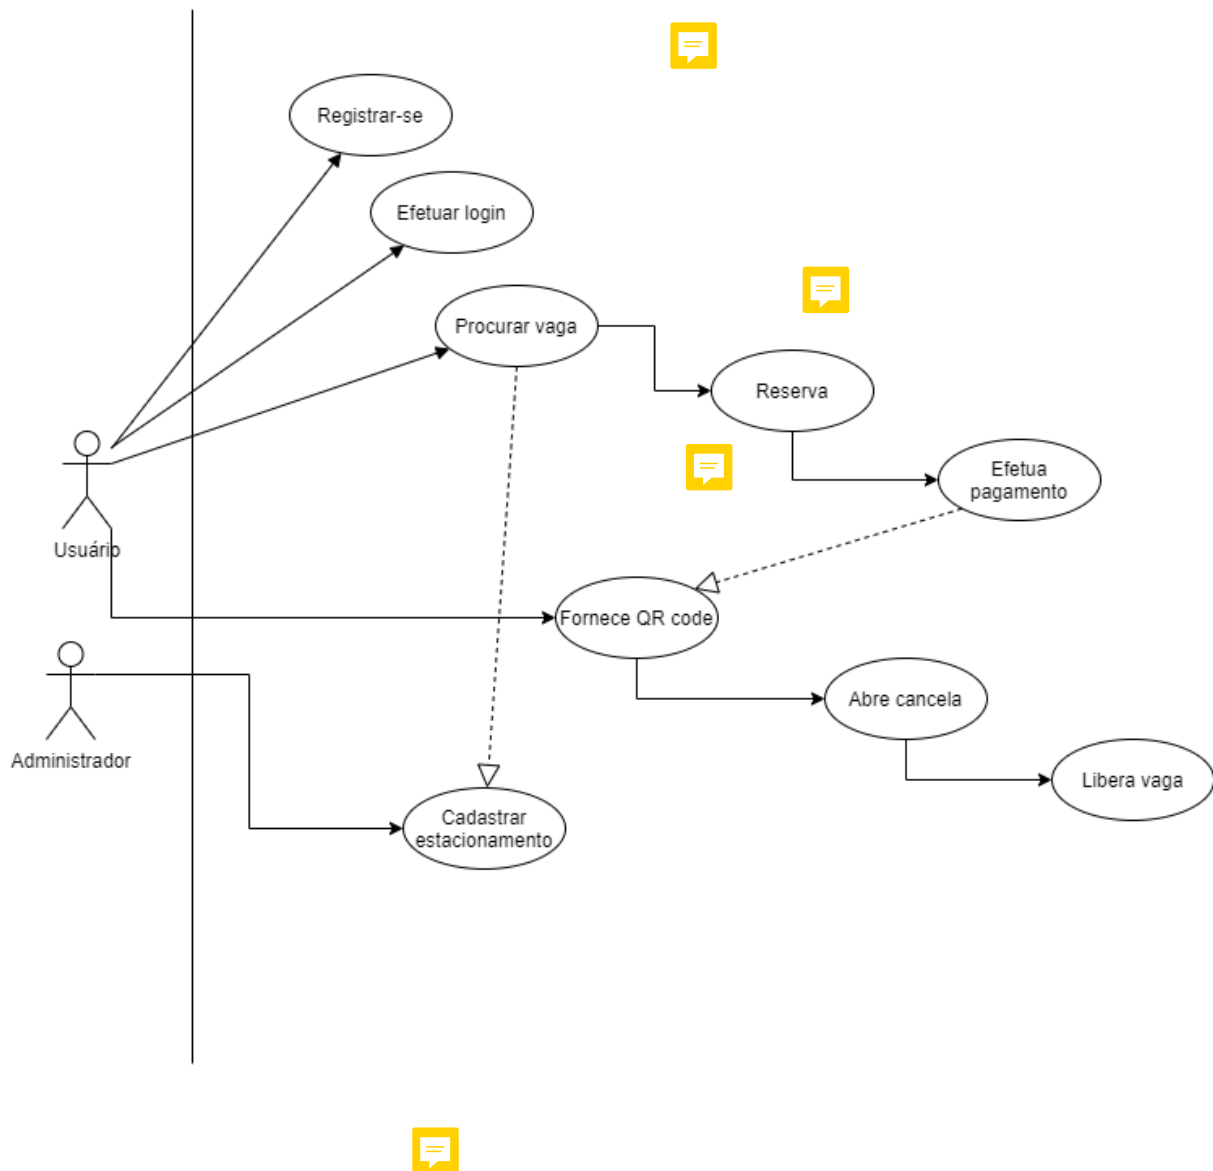 Registrar-se
Efetuar login
Procurar vaga
Reserva
Efetua
pagamento
Usuário
Fornece QR code
Administrador
Abre cancela
Libera vaga
Cadastrar
estacionamento